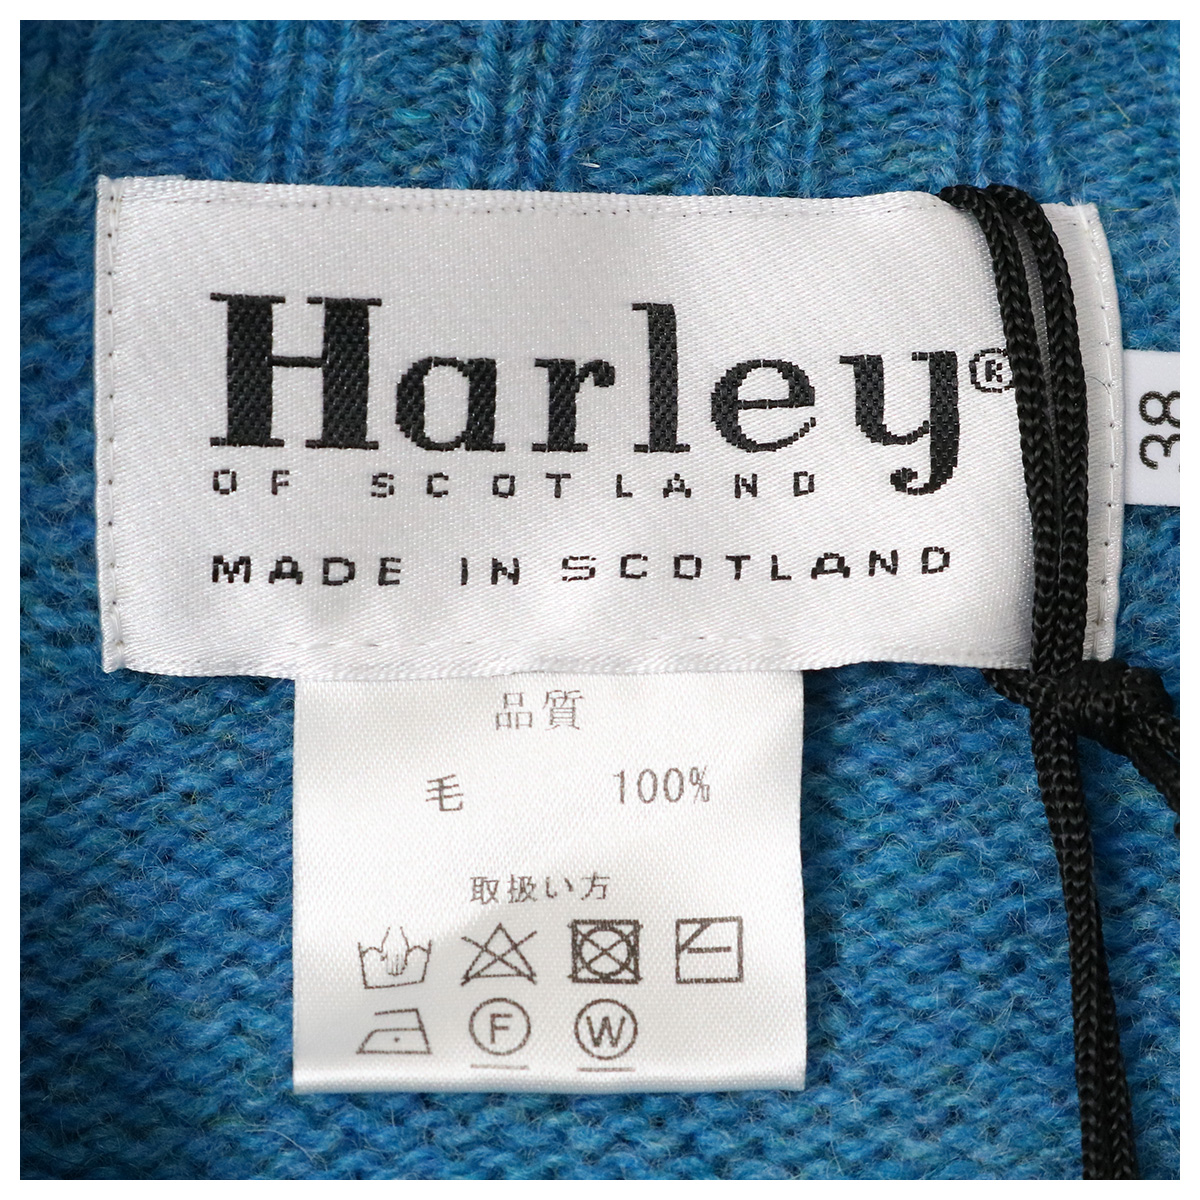 Harley®
OF SCOTLAND
MADE IN SCOTLAND
38
品質
毛 100%
取扱い方
F W